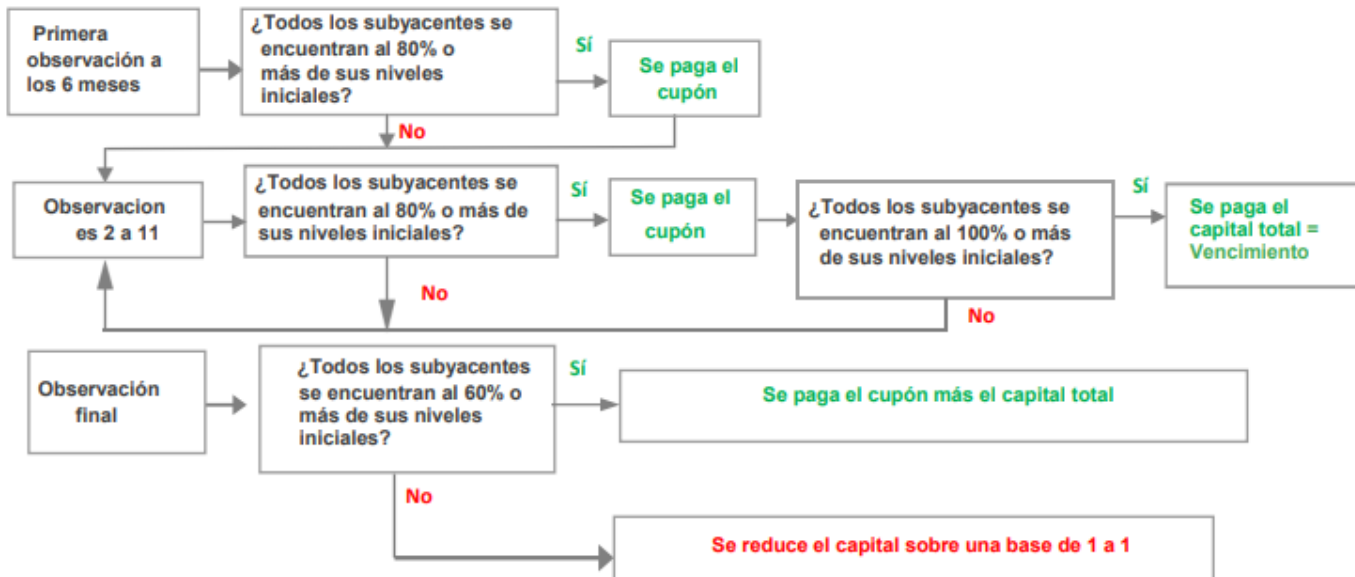 Primera
observación a
los 6 meses
¿Todos los subyacentes se
encuentran al 80% o
más de sus niveles
iniciales?
Sí
Se paga el
cupón
No
Observacion
es 2 a 11
¿Todos los subyacentes se
encuentran al 80% o más de
sus niveles iniciales?
Sí
Se paga el
cupón
¿Todos los subyacentes se
encuentran al 100% o más
de sus niveles iniciales?
Sí
Se paga el
capital total =
Vencimiento
No
No
Observación
final
¿Todos los subyacentes
se encuentran al 60% o
más de sus niveles
iniciales?
Sí
Se paga el cupón más el capital total
No
Se reduce el capital sobre una base de 1 a 1